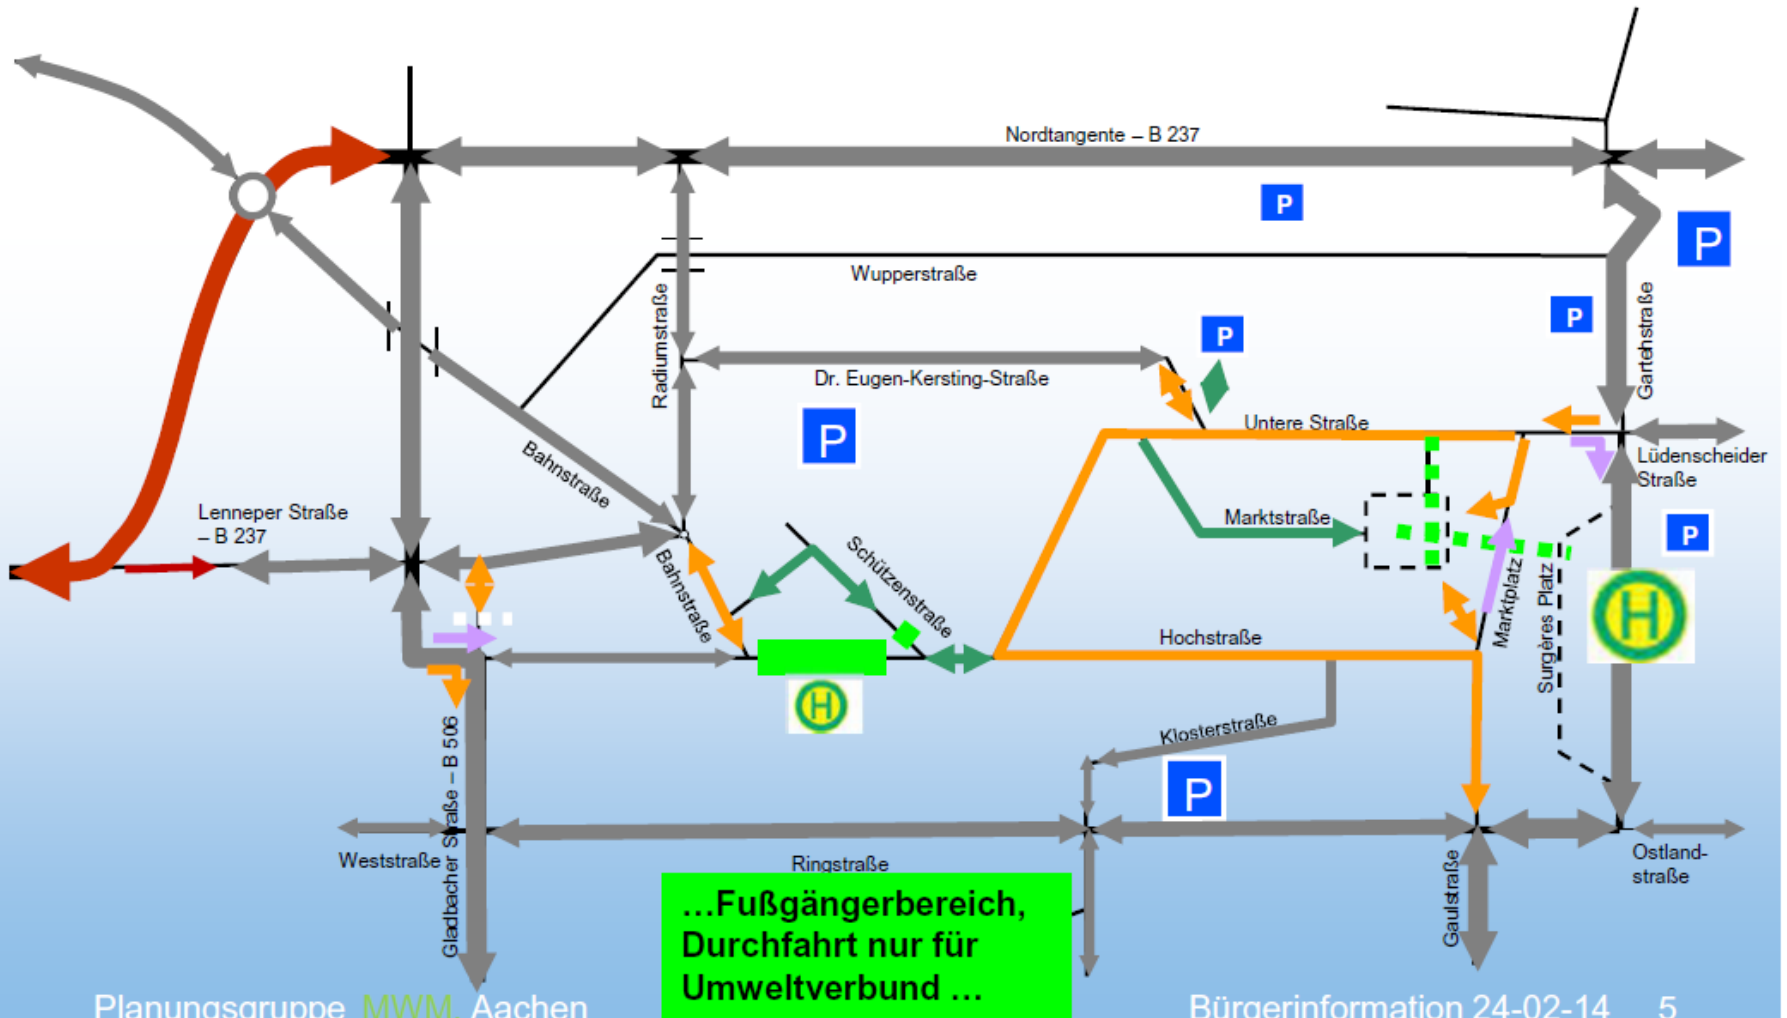 Nordtangente – B 237
P
P
Wupperstraße
Radiumstraße
P
Gartehstraße
P
Dr. Eugen-Kersting-Straße
P
Untere Straße
Bahnstraße
Lüdenscheider
Straße
Lenneper Straße
– B 237
Marktstraße
P
Schützenstraße
Bahnstraße
Marktplatz
Surgères Platz
H
Hochstraße
H
Klosterstraße
P
Gladbacher Straße – B 506
Weststraße
Ringstraße
Gaulstraße
Ostland-
straße
...Fußgängerbereich,
Durchfahrt nur für
Umweltverbund ...
Planungsgruppe MWM Aachen
Bürgerinformation 24-02-14 5